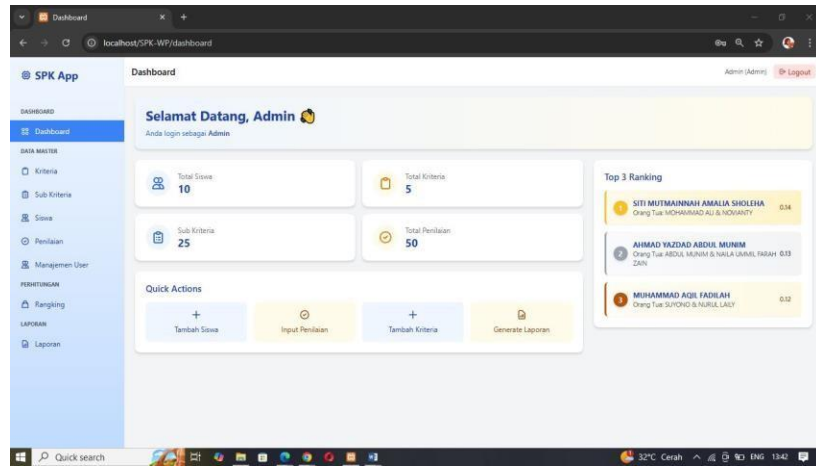 Dashboard
localhost/SPK-WP/dashboard
SPK App
Dashboard
Admin (Admin)
Logout
DASHBOARD
Dashboard
DATA MASTER
Kriteria
Sub Kriteria
Siswa
Penilaian
Manajemen User
PERHITUNGAN
Rangking
LAPORAN
Laporan
Selamat Datang, Admin
Anda login sebagai Admin
Total Siswa
10
Total Kriteria
5
Sub Kriteria
25
Total Penilaian
50
Quick Actions
Tambah Siswa
Input Penilaian
Tambah Kriteria
Generate Laporan
Top 3 Ranking
1
SITI MUTMAINNAH AMALIA SHOLEHA
Orang Tua: MOHAMMAD ALI & NOVIANTY
0.14
2
AHMAD YAZDAD ABDUL MUNIM
Orang Tua: ABDUL MUNIM & NAILA UMMIL FARAH
ZAIN
0.13
3
MUHAMMAD AQIL FADILAH
Orang Tua: SUYONO & NURUL LAILY
0.12
Quick search
32°C Cerah
ENG
13:42